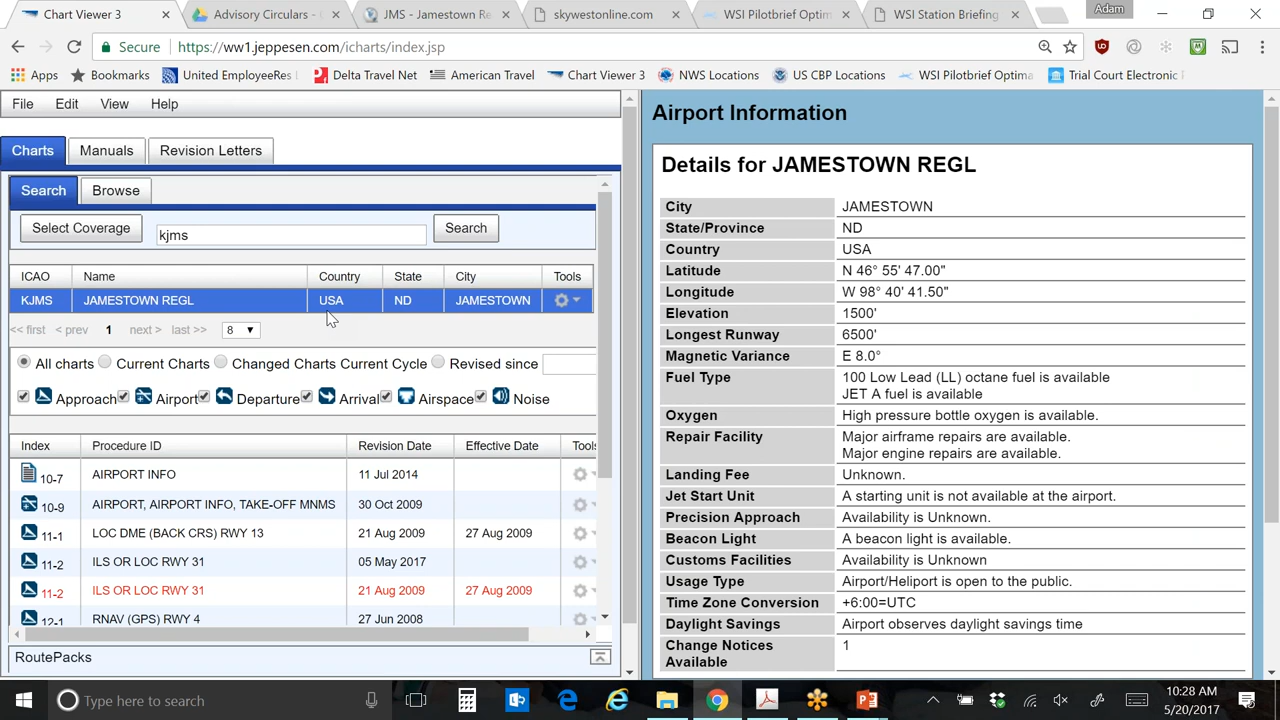 Chart Viewer 3
Advisory Circulars -
JMS - Jamestown Re
skywestonline.com
WSI Pilotbrief Optim
WSI Station Briefing
Adam
Secure
https://ww1.jeppesen.com/icharts/index.jsp
Apps
Bookmarks
United EmployeeRes
Delta Travel Net
American Travel
Chart Viewer 3
NWS Locations
US CBP Locations
WSI Pilotbrief Optima
Trial Court Electronic
File Edit View Help
Charts Manuals Revision Letters
Search Browse
Select Coverage kjms Search
ICAO Name Country State City Tools
KJMS JAMESTOWN REGL USA ND JAMESTOWN
<< first < prev 1 next > last >> 8
All charts Current Charts Changed Charts Current Cycle Revised since
Approach Airport Departure Arrival Airspace Noise
Index Procedure ID Revision Date Effective Date Tools
10-7 AIRPORT INFO 11 Jul 2014
10-9 AIRPORT, AIRPORT INFO, TAKE-OFF MNMS 30 Oct 2009
11-1 LOC DME (BACK CRS) RWY 13 21 Aug 2009 27 Aug 2009
11-2 ILS OR LOC RWY 31 05 May 2017
11-2 ILS OR LOC RWY 31 21 Aug 2009 27 Aug 2009
12-1 RNAV (GPS) RWY 4 27 Jun 2008
RoutePacks
Airport Information
Details for JAMESTOWN REGL
City JAMESTOWN
State/Province ND
Country USA
Latitude N 46° 55' 47.00"
Longitude W 98° 40' 41.50"
Elevation 1500'
Longest Runway 6500'
Magnetic Variance E 8.0°
Fuel Type 100 Low Lead (LL) octane fuel is available
JET A fuel is available
Oxygen High pressure bottle oxygen is available.
Repair Facility Major airframe repairs are available.
Major engine repairs are available.
Landing Fee Unknown.
Jet Start Unit A starting unit is not available at the airport.
Precision Approach Availability is Unknown.
Beacon Light A beacon light is available.
Customs Facilities Availability is Unknown
Usage Type Airport/Heliport is open to the public.
Time Zone Conversion +6:00=UTC
Daylight Savings Airport observes daylight savings time
Change Notices 1
Available
Type here to search
10:28 AM
5/20/2017